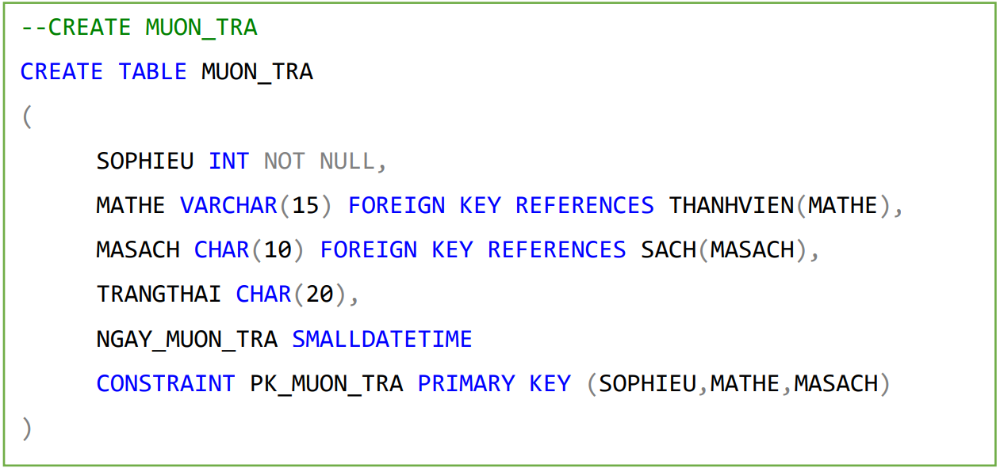 --CREATE MUON_TRA
CREATE TABLE MUON_TRA
(
SOPHIEU INT NOT NULL,
MATHE VARCHAR(15) FOREIGN KEY REFERENCES THANHVIEN(MATHE),
MASACH CHAR(10) FOREIGN KEY REFERENCES SACH(MASACH),
TRANGTHAI CHAR(20),
NGAY_MUON_TRA SMALLDATETIME
CONSTRAINT PK_MUON_TRA PRIMARY KEY (SOPHIEU,MATHE,MASACH)
)